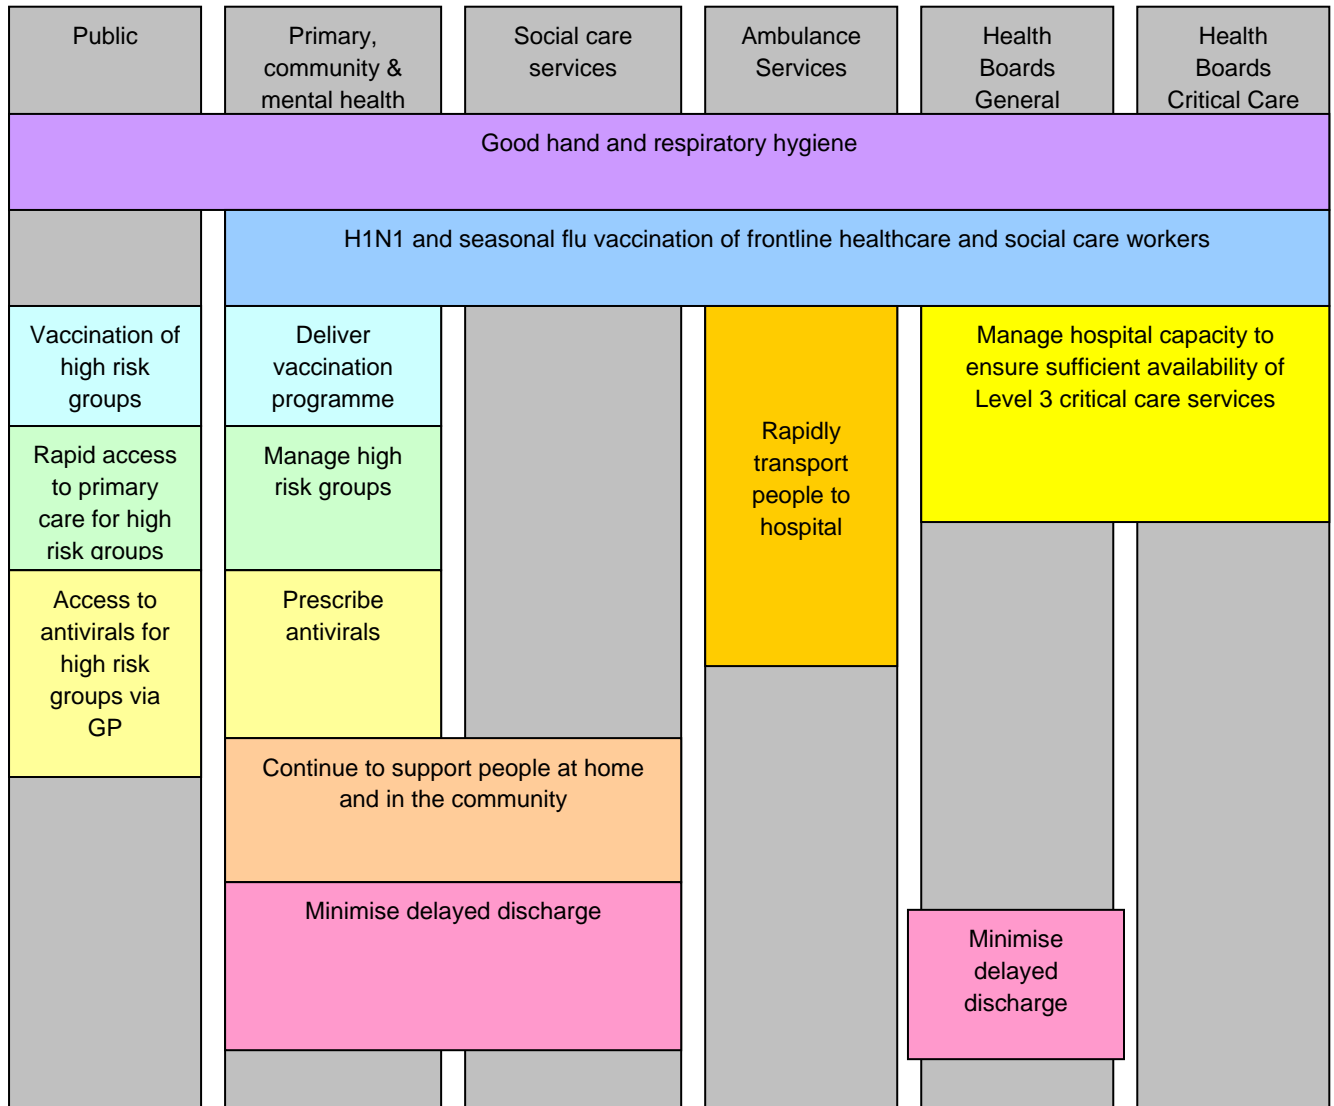 Public
Primary,
community &
mental health
Social care
services
Ambulance
Services
Health
Boards
General
Health
Boards
Critical Care
Good hand and respiratory hygiene
H1N1 and seasonal flu vaccination of frontline healthcare and social care workers
Vaccination of
high risk
groups
Deliver
vaccination
programme
Manage hospital capacity to
ensure sufficient availability of
Level 3 critical care services
Rapid access
to primary
care for high
risk groups
Manage high
risk groups
Rapidly
transport
people to
hospital
Access to
antivirals for
high risk
groups via
GP
Prescribe
antivirals
Continue to support people at home
and in the community
Minimise delayed discharge
Minimise
delayed
discharge